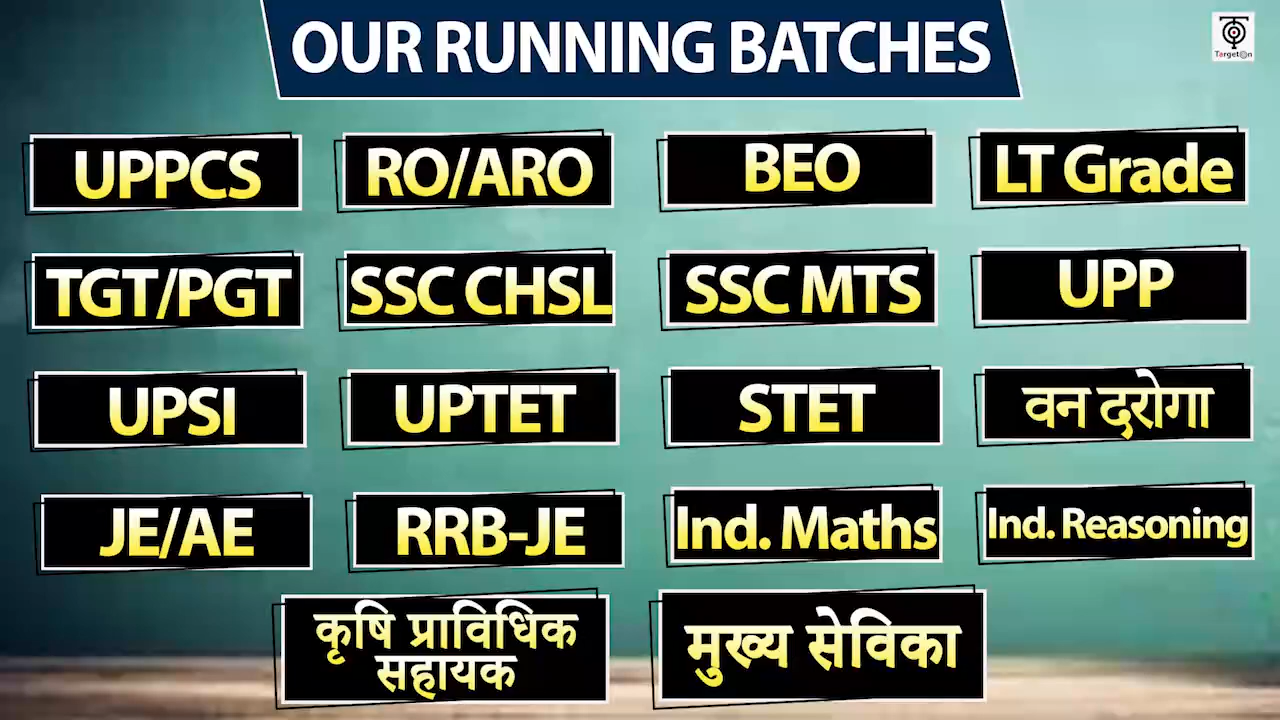 OUR RUNNING BATCHES
TargetOn
UPPCS
RO/ARO
BEO
LT Grade
TGT/PGT
SSC CHSL
SSC MTS
UPP
UPSI
UPTET
STET
वन दरोगा
JE/AE
RRB-JE
Ind. Maths
Ind. Reasoning
कृषि प्राविधिक
सहायक
मुख्य सेविका